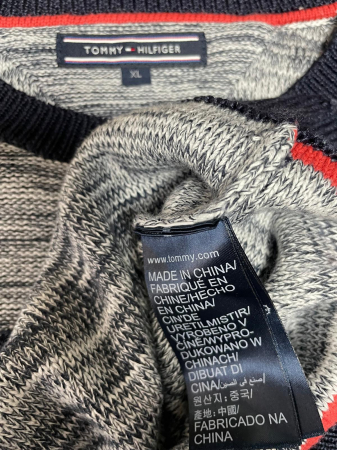 TOMMY HILFIGER
XL
www.tommy.com
MADE IN CHINA/
FABRIQUÉ EN
CHINE/HECHO
EN CHINA/
CIN'DE
URETILMISTIR/
VYROBENO V
CÍNE/WYPRO-
DUKOWANO W
CHINACH/
DIBUAT DI
CINA/صنع في الصين/
원산지: 중국/
產地: 中國/
FABRICADO NA
CHINA